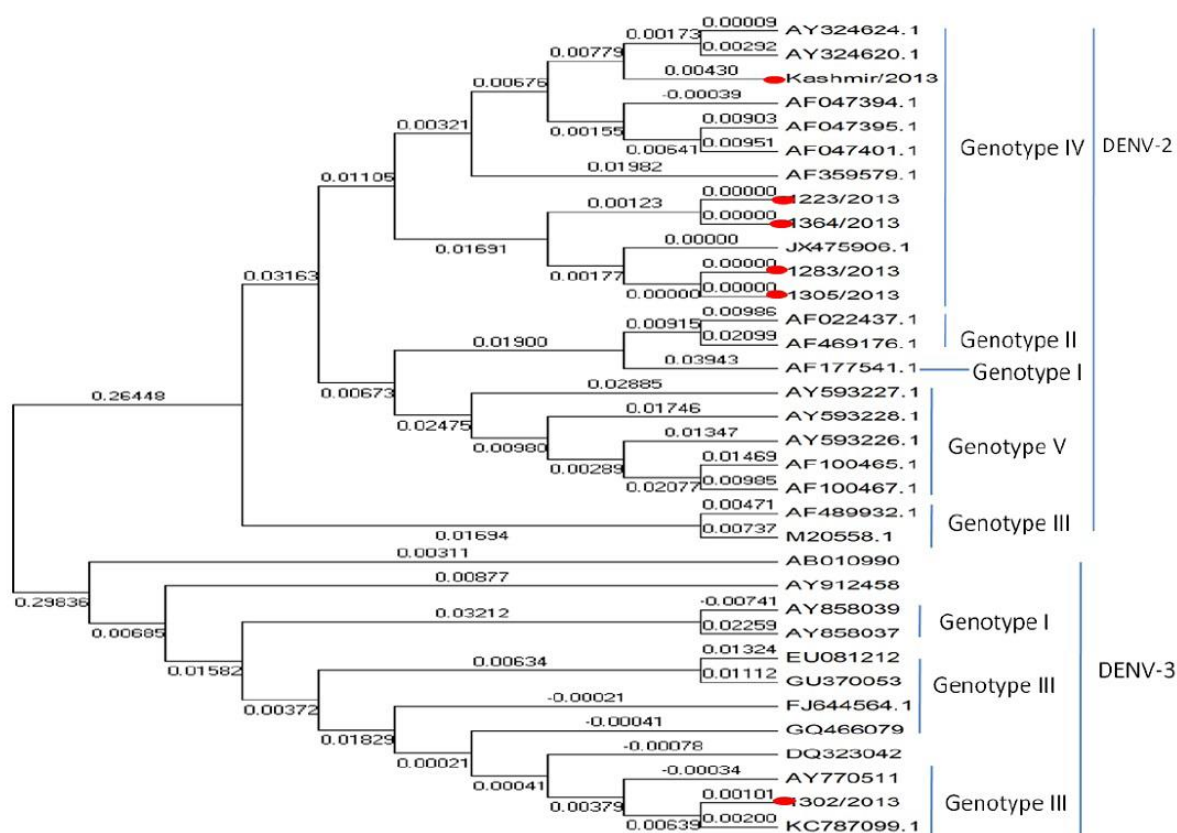 0.00009
AY324624.1
0.00173
0.00292
AY324620.1
0.00779
0.00430
Kashmir/2013
0.00675
-0.00039
AF047394.1
0.00903
AF047395.1
0.00155
0.00951
AF047401.1
0.00641
0.00321
0.01982
AF359579.1
Genotype IV
DENV-2
0.01105
0.00000
1223/2013
0.00123
0.00000
1364/2013
0.01691
0.00000
JX475906.1
0.00177
0.00000
1283/2013
0.00000
0.00000
1305/2013
0.03163
0.00986
AF022437.1
0.00915
0.02099
AF469176.1
Genotype II
0.01900
0.03943
AF177541.1
Genotype I
0.00673
0.02885
AY593227.1
0.26448
0.02475
0.01746
AY593228.1
0.00980
0.01347
AY593226.1
Genotype V
0.00289
0.01469
AF100465.1
0.02077
0.00985
AF100467.1
0.00471
AF489932.1
Genotype III
0.01694
0.00737
M20558.1
0.00311
AB010990
0.29836
0.00877
AY912458
0.00685
-0.00741
AY858039
0.03212
0.02259
AY858037
Genotype I
0.01582
0.01324
EU081212
0.00634
0.01112
GU370053
Genotype III
DENV-3
0.00372
-0.00021
FJ644564.1
0.01829
-0.00041
GQ466079
0.00021
-0.00078
DQ323042
0.00041
-0.00034
AY770511
0.00379
0.00101
1302/2013
Genotype III
0.00639
0.00200
KC787099.1